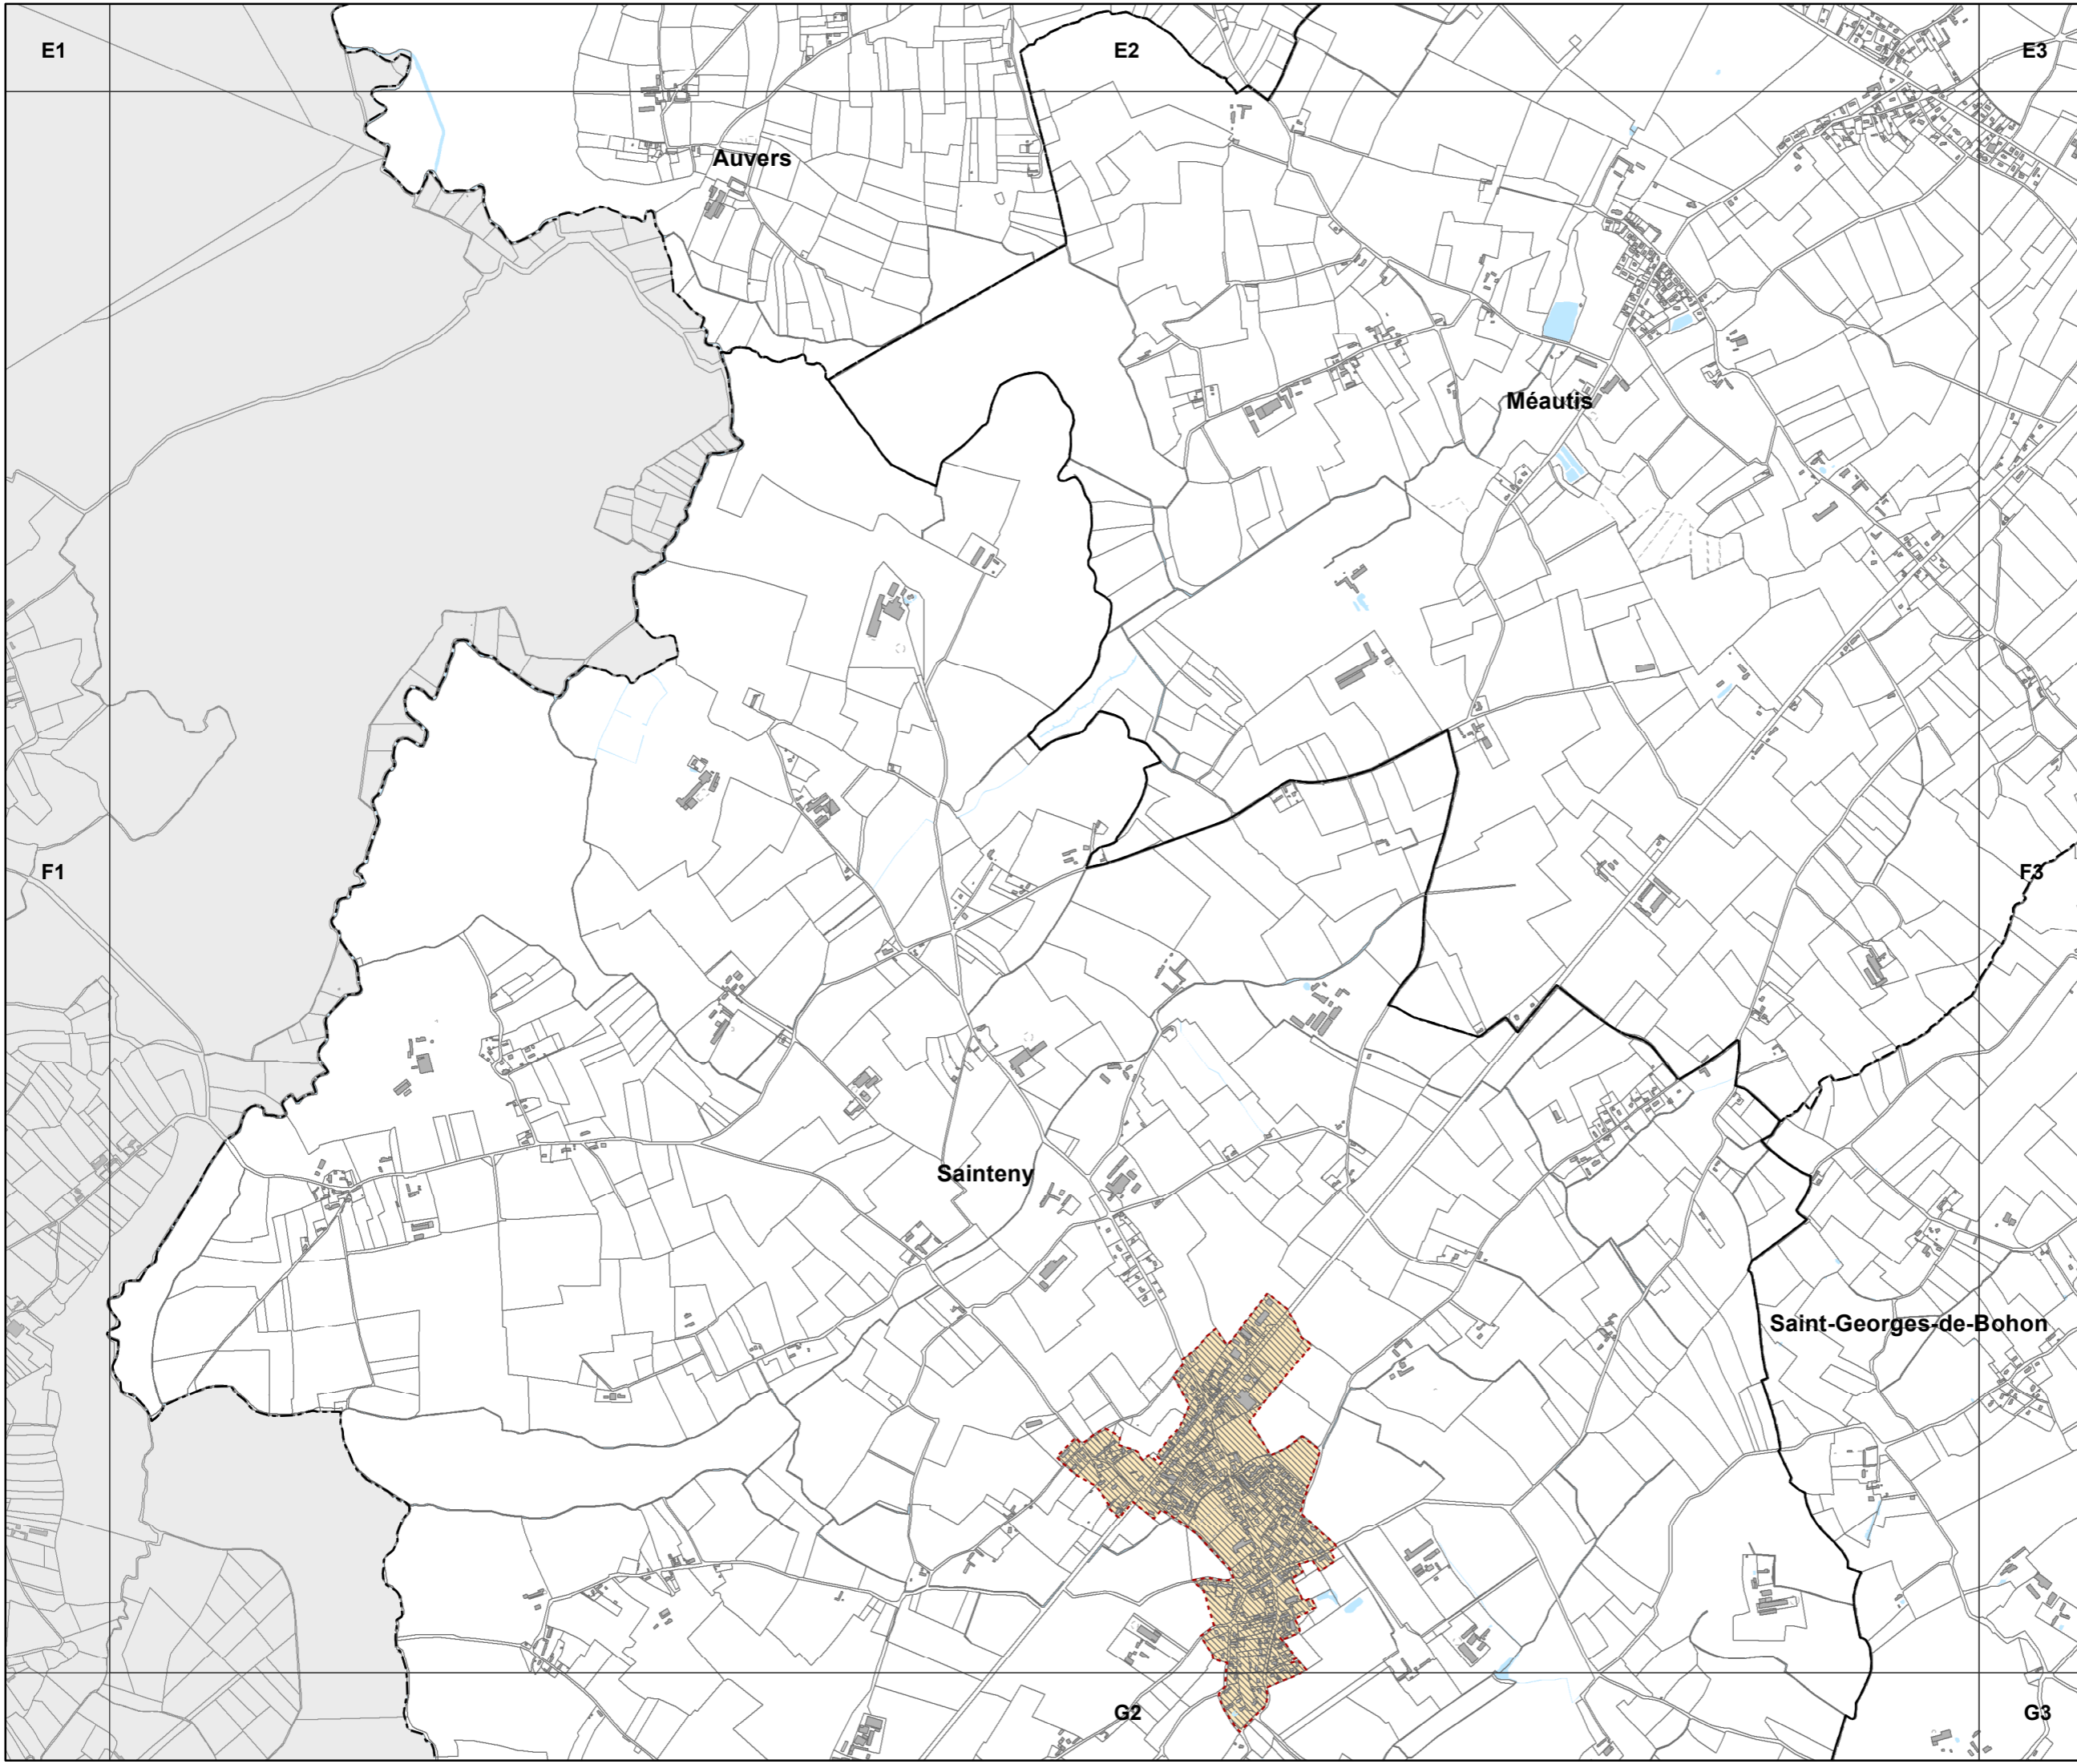 E1
E2
E3
Auvers
Méautis
F1
F3
Sainteny
Saint-Georges-de-Bohon
G2
G3